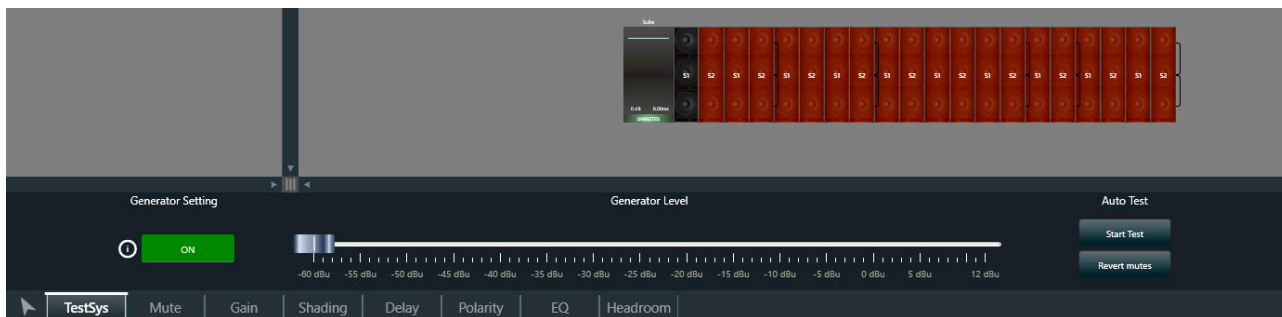 Subs
S1 S2 S1 S2 S1 S2 S1 S2 S1 S2 S1 S2 S1 S2 S1 S2 S1 S2 S1 S2
0 dB 0.00ms
UNMUTED
Generator Setting Generator Level Auto Test
Start Test
ON
Revert mutes
-60 dBu -55 dBu -50 dBu -45 dBu -40 dBu -35 dBu -30 dBu -25 dBu -20 dBu -15 dBu -10 dBu -5 dBu 0 dBu 5 dBu 12 dBu
TestSys Mute Gain Shading Delay Polarity EQ Headroom